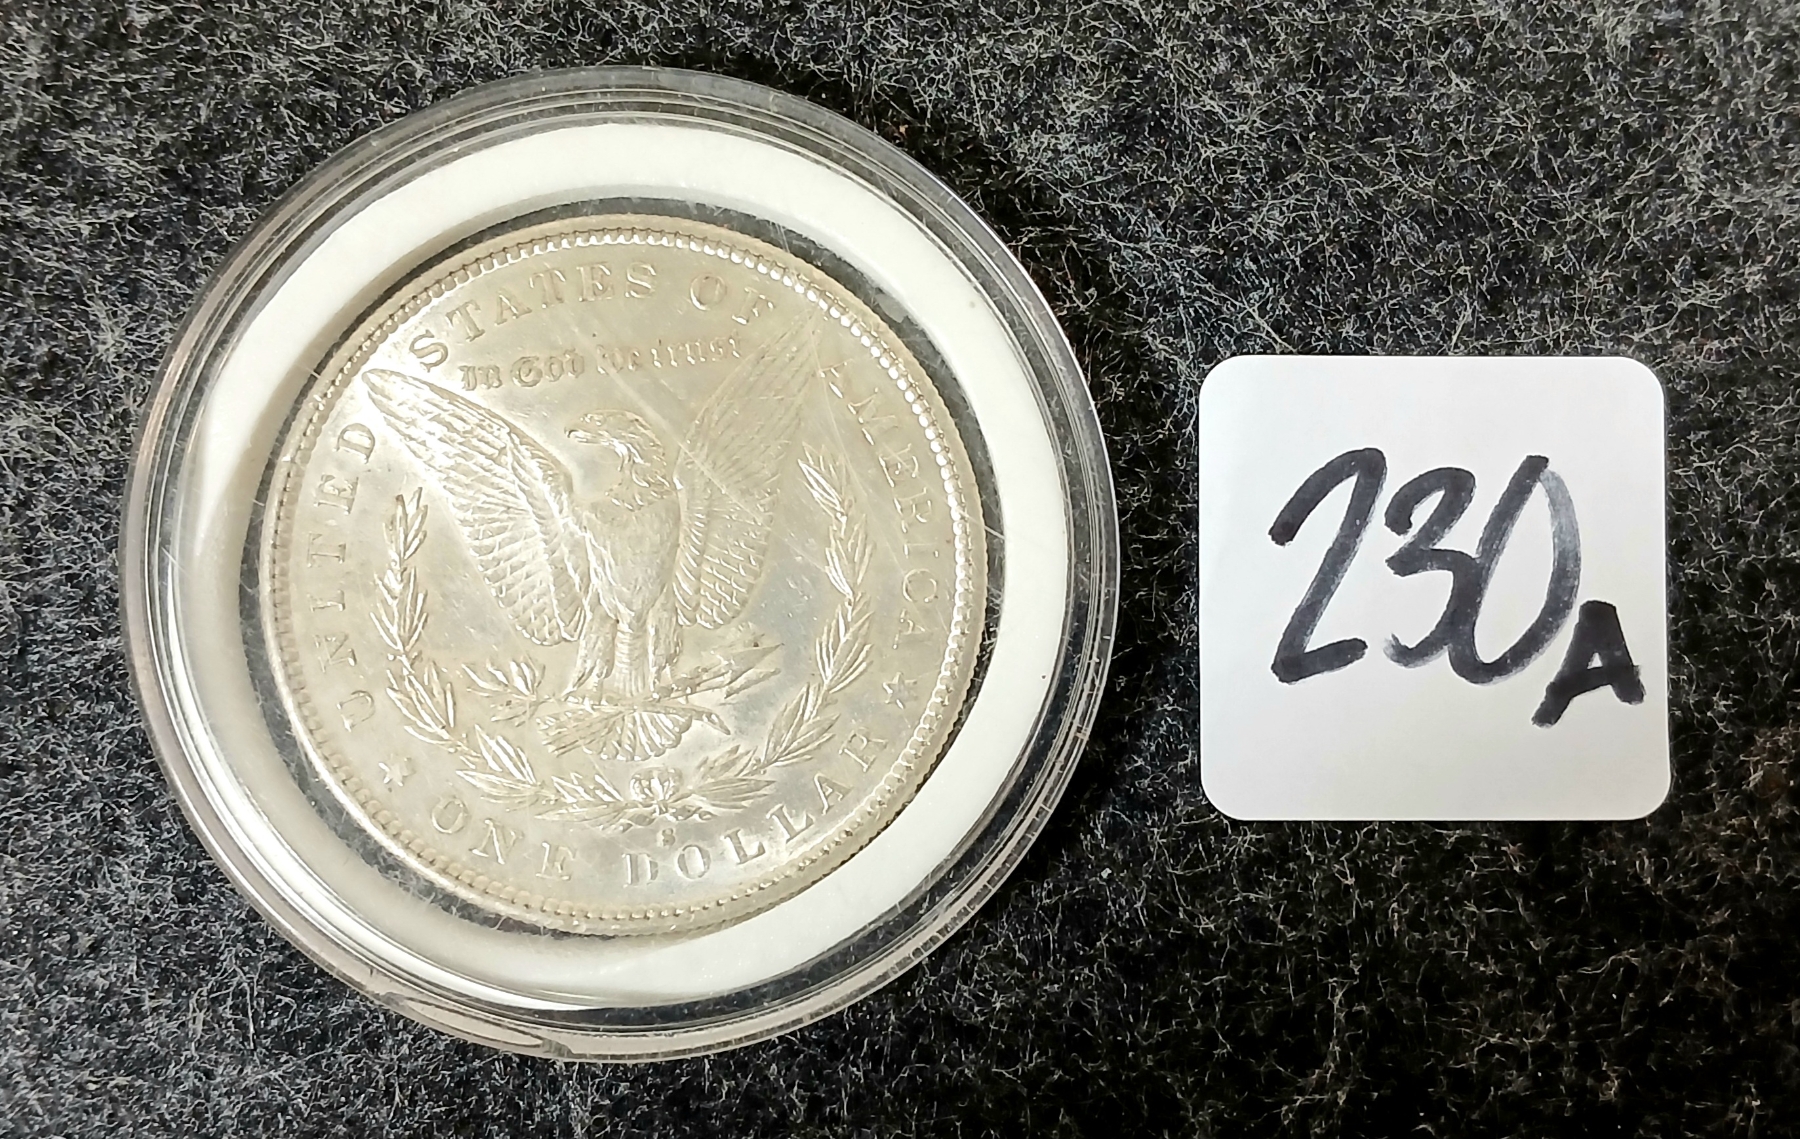 UNITED STATES OF AMERICA
In God we trust
ONE DOLLAR
S
230A